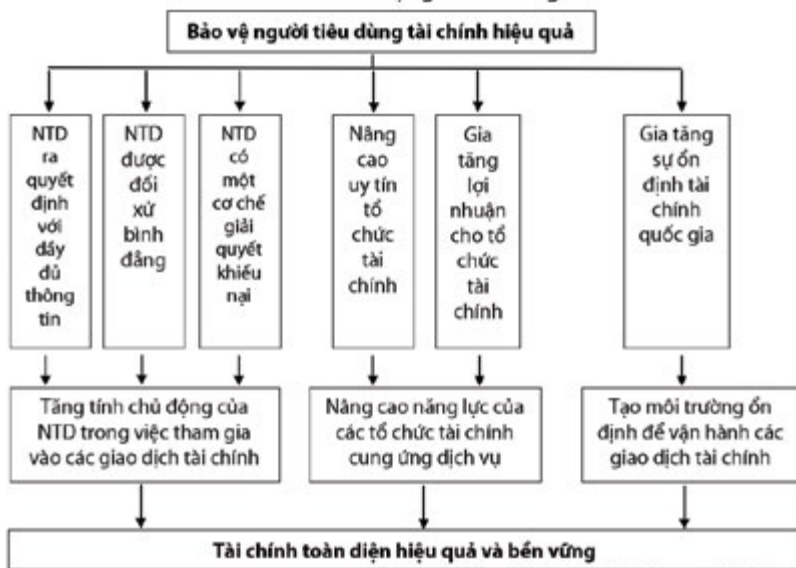 Bảo vệ người tiêu dùng tài chính hiệu quả
NTD
ra
quyết
định
với
đầy
đủ
thông
tin
NTD
được
đối
xử
bình
đẳng
NTD
có
một
cơ chế
giải
quyết
khiếu
nại
Nâng
cao
uy tín
tổ
chức
tài
chính
Gia
tăng
lợi
nhuận
cho tổ
chức
tài
chính
Gia tăng
sự ổn
định tài
chính
quốc gia
Tăng tính chủ động của
NTD trong việc tham gia
vào các giao dịch tài chính
Nâng cao năng lực của
các tổ chức tài chính
cung ứng dịch vụ
Tạo môi trường ổn
định để vận hành các
giao dịch tài chính
Tài chính toàn diện hiệu quả và bền vững